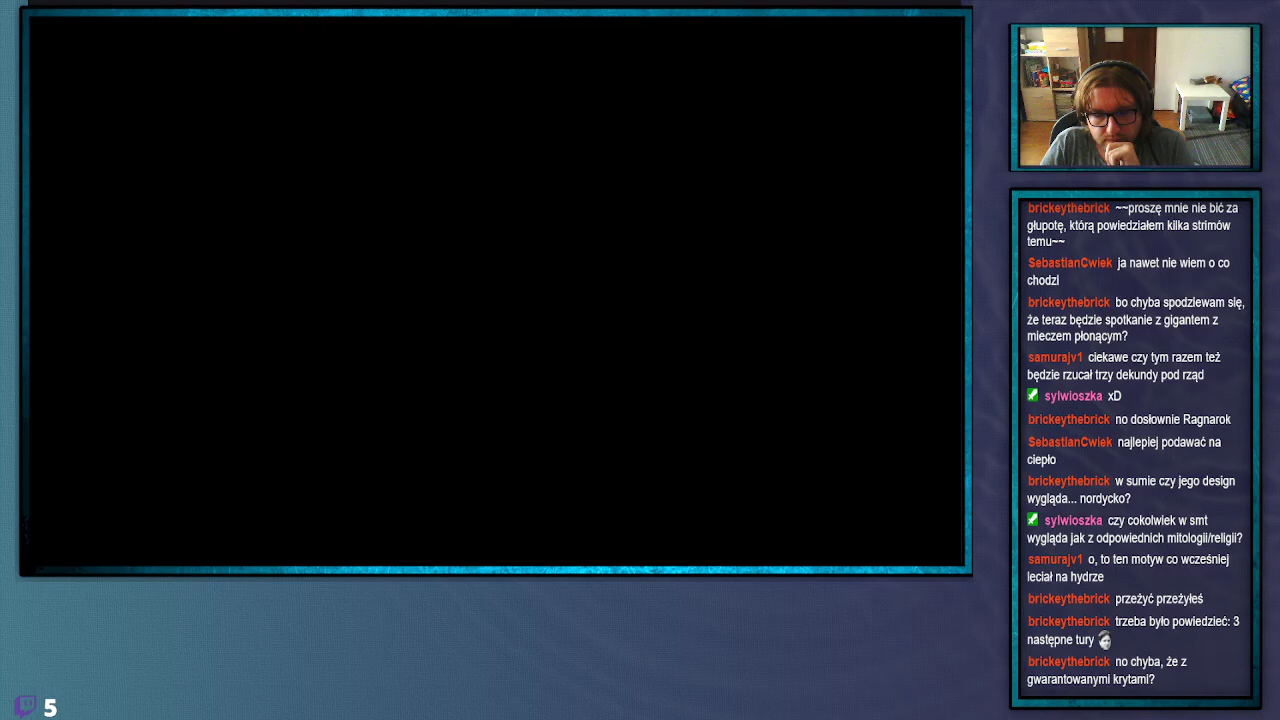 brickeythebrick ~~proszę mnie nie bić za
głupotę, którą powiedziałem kilka strimów
temu~~
SebastianCwiek ja nawet nie wiem o co
chodzi
brickeythebrick bo chyba spodziewam się,
że teraz będzie spotkanie z gigantem z
mieczem płonącym?
samurajv1 ciekawe czy tym razem też
będzie rzucał trzy dekundy pod rząd
sylwioszka xD
brickeythebrick no dosłownie Ragnarok
SebastianCwiek najlepiej podawać na
ciepło
brickeythebrick w sumie czy jego design
wygląda... nordycko?
sylwioszka czy cokolwiek w smt
wygląda jak z odpowiednich mitologii/religii?
samurajv1 o, to ten motyw co wcześniej
leciał na hydrze
brickeythebrick przeżyć przeżyłeś
brickeythebrick trzeba było powiedzieć: 3
następne tury
brickeythebrick no chyba, że z
gwarantowanymi krytami?
5